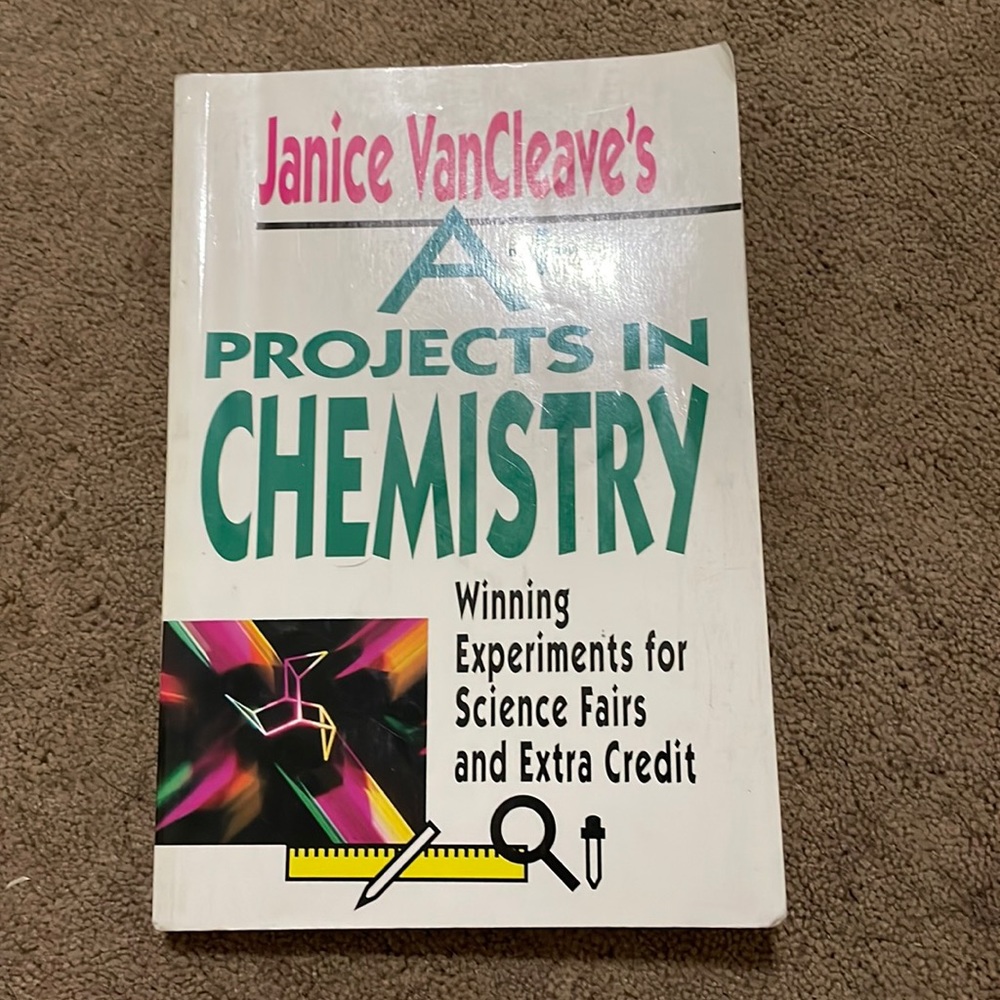 Janice VanCleave's
A+
PROJECTS IN
CHEMISTRY
Winning
Experiments for
Science Fairs
and Extra Credit